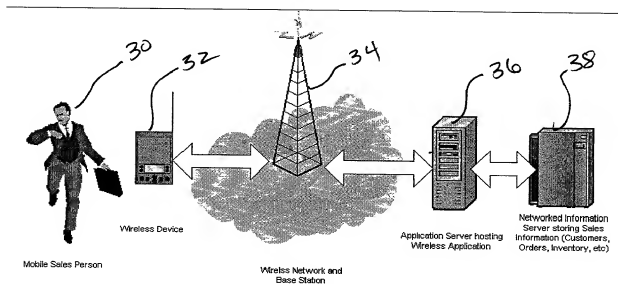 30
32
34
36
38
Wireless Device
Mobile Sales Person
Wirelss Network and
Base Station
Application Server hosting
Wireless Application
Networked Information
Server storing Sales
Information (Customers,
Orders, Inventory, etc)